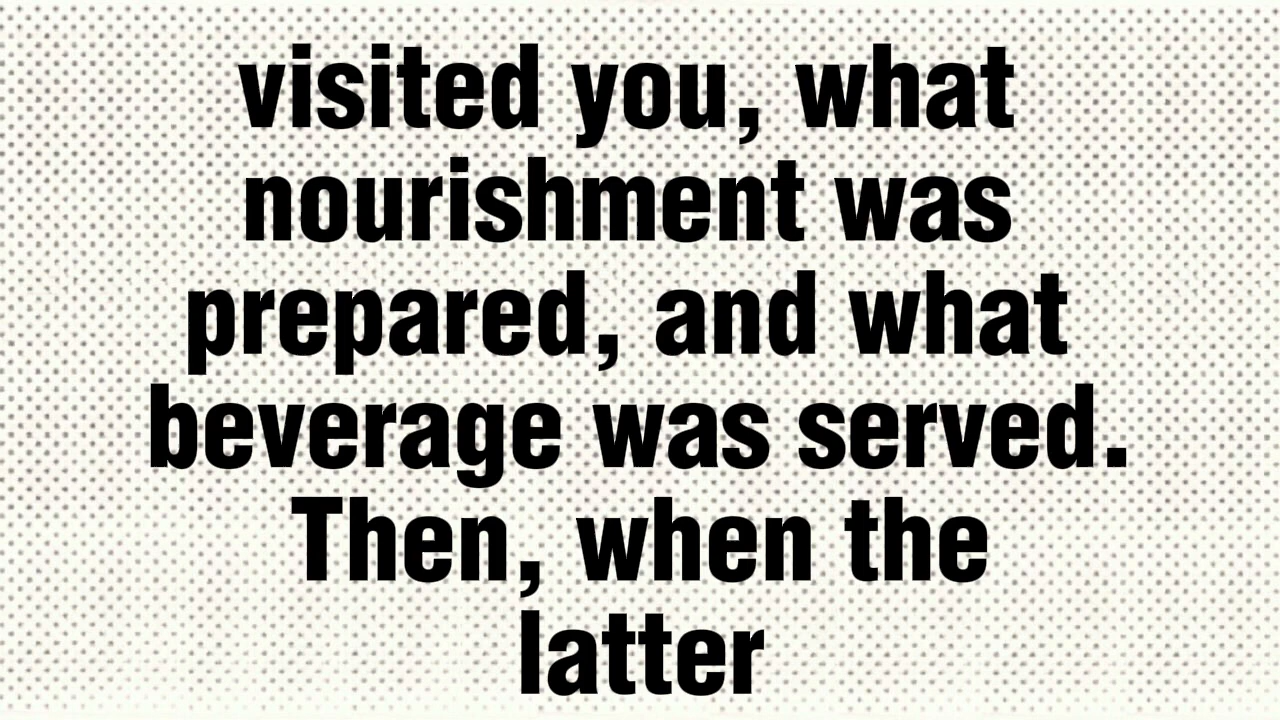 visited you, what
nourishment was
prepared, and what
beverage was served.
Then, when the
latter